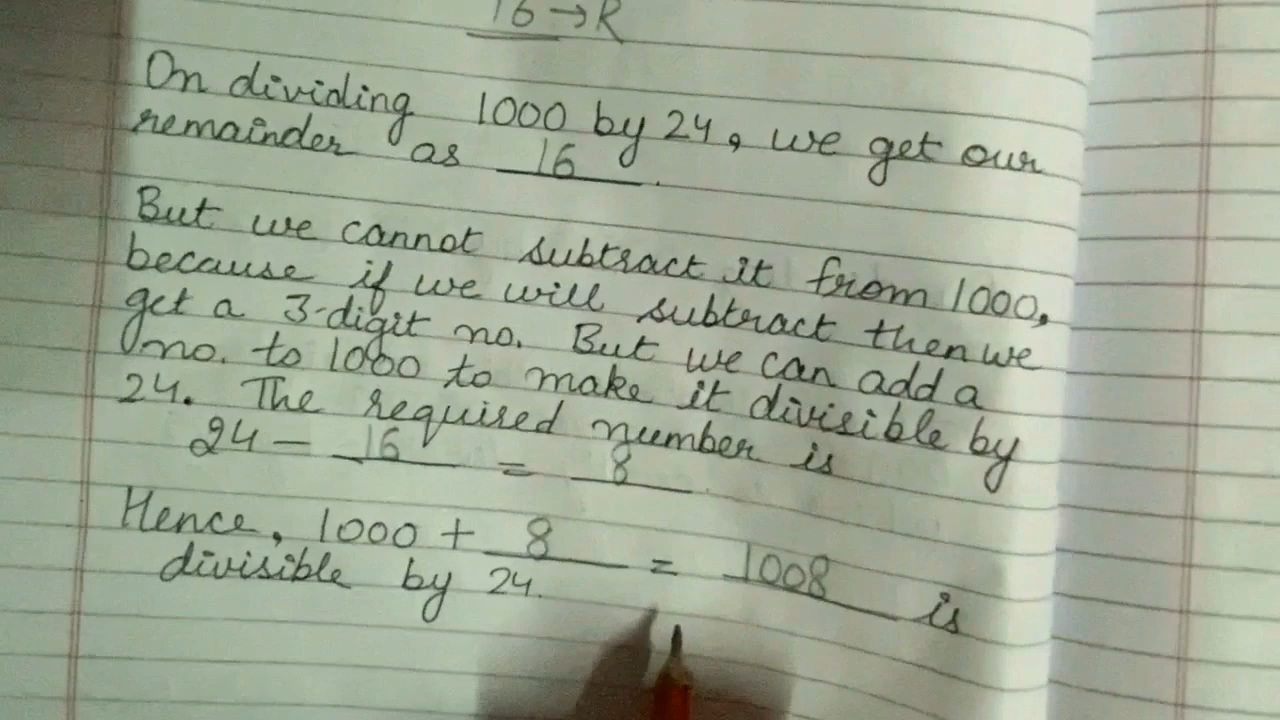 16 → R
On dividing 1000 by 24, we get our
remainder as 16.
But we cannot subtract it from 1000,
because if we will subtract then we
get a 3-digit no. But we can add a
no. to 1000 to make it divisible by
24. The required number is
24 - 16 = 8
Hence, 1000 + 8 = 1008 is
divisible by 24.